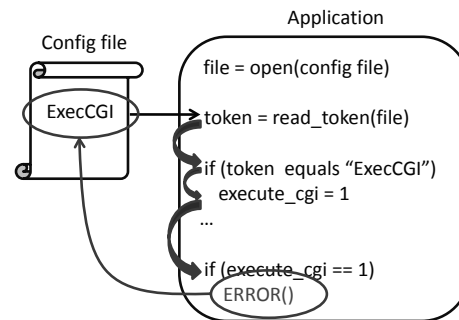 Application
Config file
file = open(config file)
ExecCGI
token = read_token(file)
if (token equals “ExecCGI”)
execute_cgi = 1
...
if (execute_cgi == 1)
ERROR()